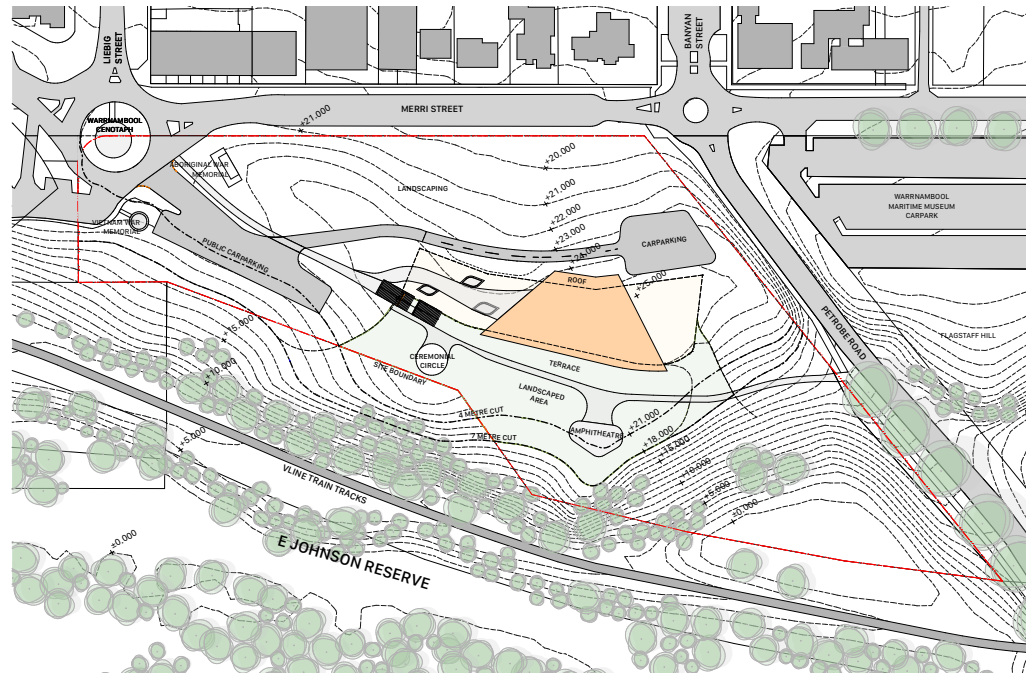 LIEBIG
STREET
BANYAN
STREET
MERRI STREET
WARRNAMBOOL
CENOTAPH
+21.000
+20.000
ABORIGINAL WAR
MEMORIAL
LANDSCAPING
+21.000
WARRNAMBOOL
MARITIME MUSEUM
CARPARK
+22.000
VIETNAM WAR
MEMORIAL
+23.000
PUBLIC CARPARKING
+24.000
CARPARKING
ROOF
+25.000
PETROBE ROAD
+15.000
FLAGSTAFF HILL
CEREMONIAL
CIRCLE
TERRACE
+10.000
SITE BOUNDARY
LANDSCAPED
AREA
4 METRE CUT
+21.000
AMPHITHEATRE
+5.000
7 METRE CUT
+18.000
+15.000
+10.000
VLINE TRAIN TRACKS
+5.000
±0.000
±0.000
E JOHNSON RESERVE